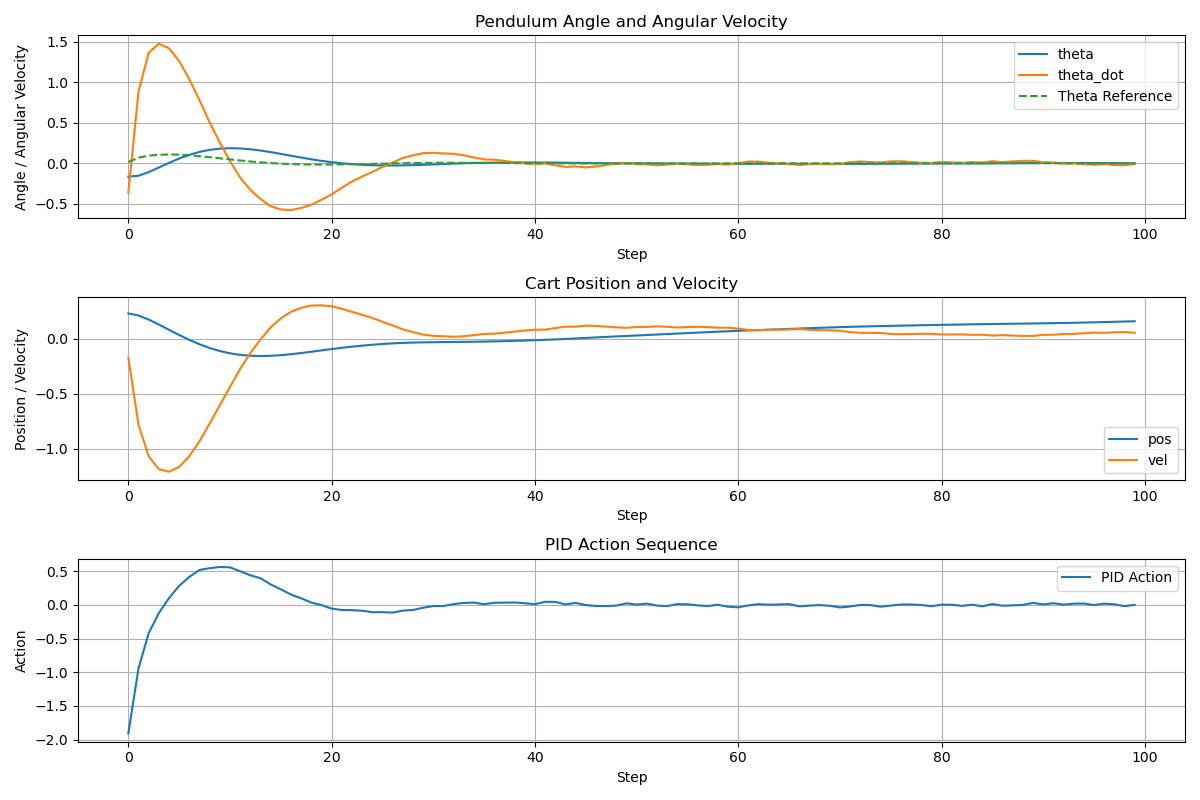 Pendulum Angle and Angular Velocity
Angle / Angular Velocity
1.5
1.0
0.5
0.0
−0.5
theta
theta_dot
Theta Reference
0 20 40 60 80 100
Step
Cart Position and Velocity
Position / Velocity
0.0
−0.5
−1.0
pos
vel
0 20 40 60 80 100
Step
PID Action Sequence
Action
0.5
0.0
−0.5
−1.0
−1.5
−2.0
PID Action
0 20 40 60 80 100
Step